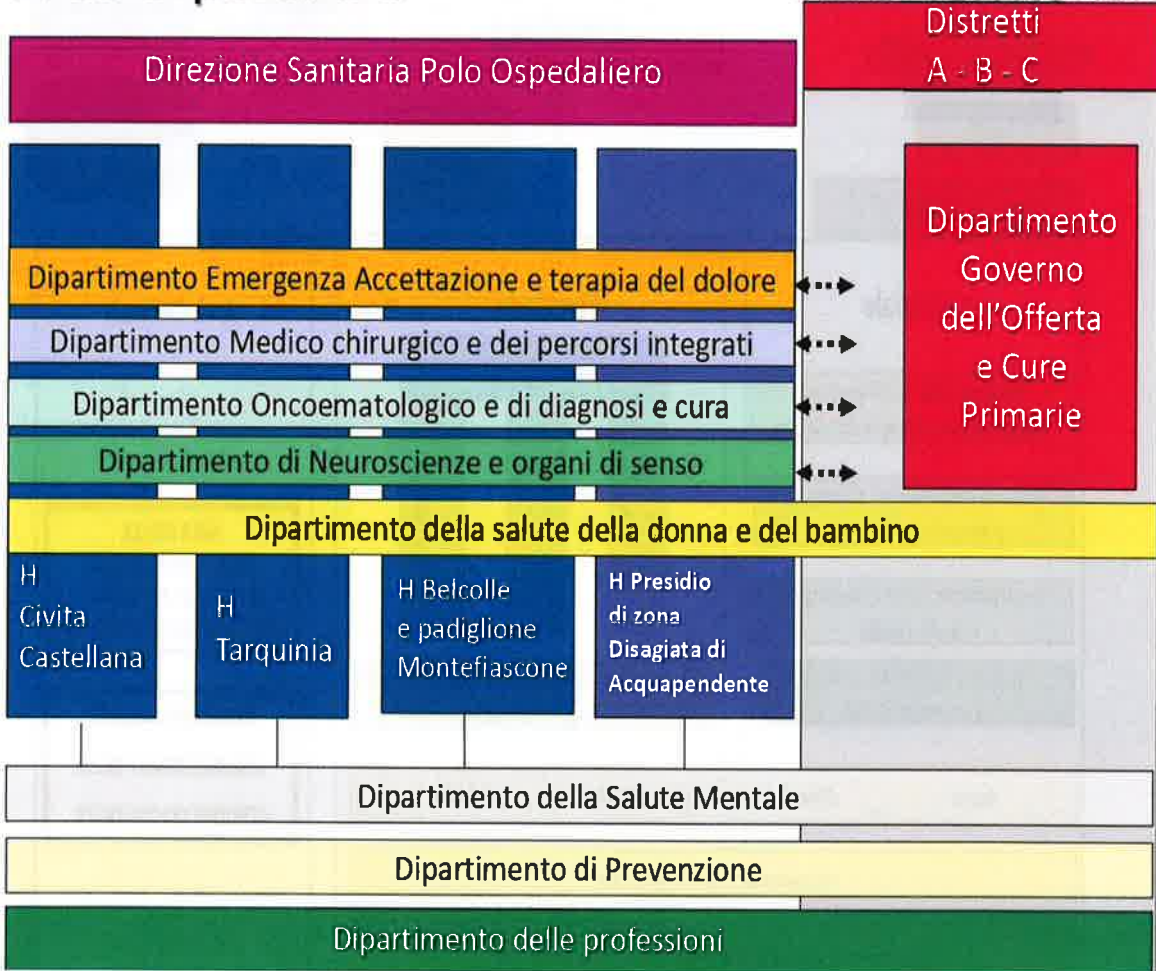 Distretti
A - B - C
Direzione Sanitaria Polo Ospedaliero
Dipartimento
Governo
dell'Offerta
e Cure
Primarie
Dipartimento Emergenza Accettazione e terapia del dolore
Dipartimento Medico chirurgico e dei percorsi integrati
Dipartimento Oncoematologico e di diagnosi e cura
Dipartimento di Neuroscienze e organi di senso
Dipartimento della salute della donna e del bambino
H
Civita
Castellana
H
Tarquinia
H Belcolle
e padiglione
Montefiascone
H Presidio
di zona
Disagiata di
Acquapendente
Dipartimento della Salute Mentale
Dipartimento di Prevenzione
Dipartimento delle professioni